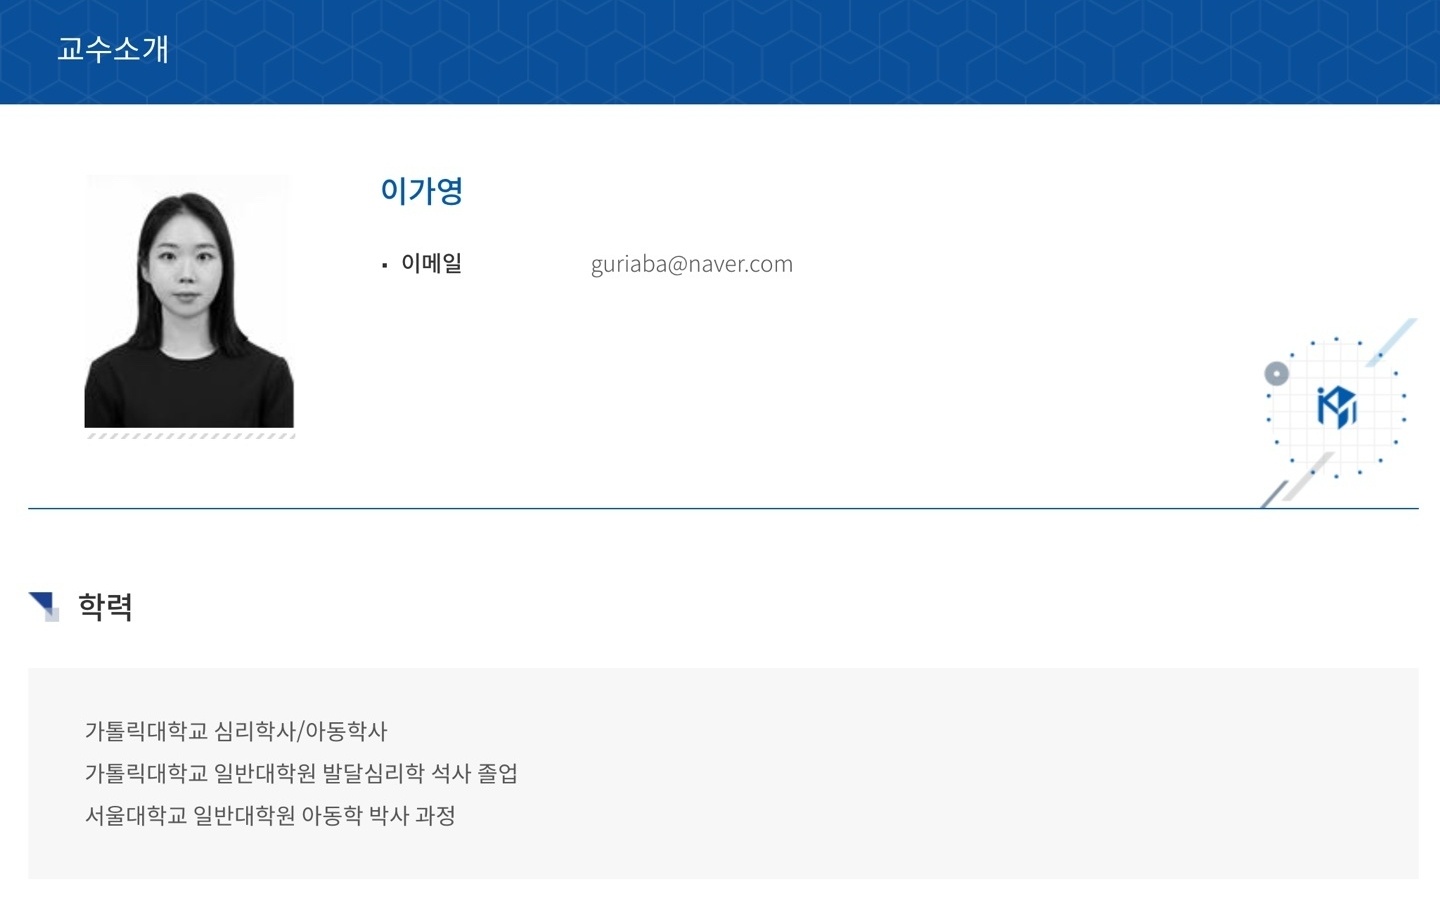 교수소개
이가영
▪ 이메일 guriaba@naver.com
학력
가톨릭대학교 심리학사/아동학사
가톨릭대학교 일반대학원 발달심리학 석사 졸업
서울대학교 일반대학원 아동학 박사 과정